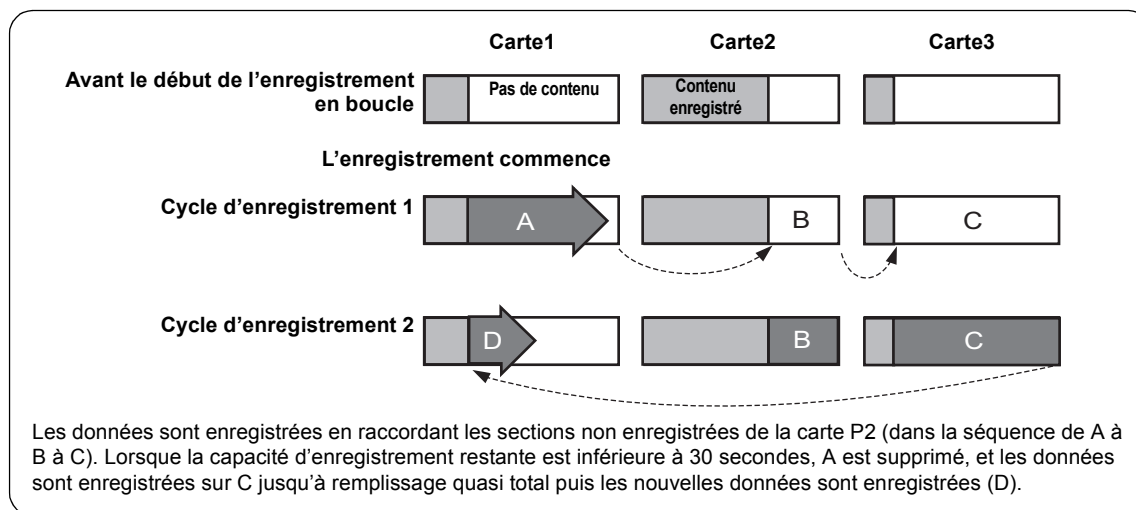 Carte1 Carte2 Carte3
Avant le début de l’enregistrement
en boucle
Pas de contenu
Contenu
enregistré
L’enregistrement commence
Cycle d’enregistrement 1
A B C
Cycle d’enregistrement 2
D B C
Les données sont enregistrées en raccordant les sections non enregistrées de la carte P2 (dans la séquence de A à
B à C). Lorsque la capacité d’enregistrement restante est inférieure à 30 secondes, A est supprimé, et les données
sont enregistrées sur C jusqu’à remplissage quasi total puis les nouvelles données sont enregistrées (D).